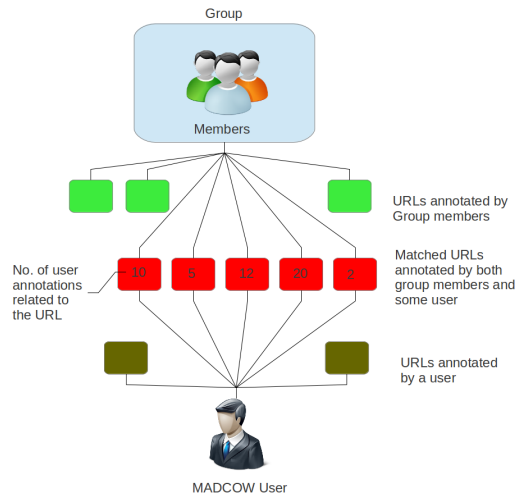 Group
Members
URLs annotated by
Group members
No. of user
annotations
related to
the URL
10
5
12
20
2
Matched URLs
annotated by both
group members and
some user
URLs annotated
by a user
MADCOW User